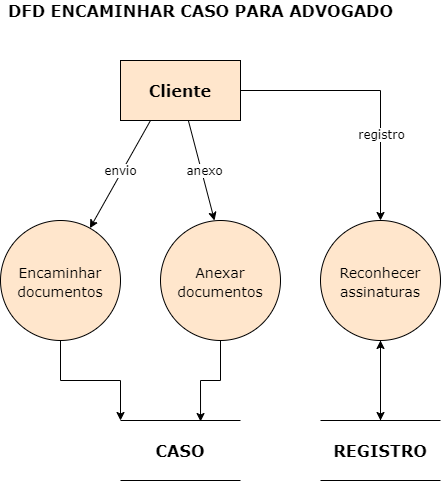 DFD ENCAMINHAR CASO PARA ADVOGADO
Cliente
envio
anexo
registro
Encaminhar
documentos
Anexar
documentos
Reconhecer
assinaturas
CASO
REGISTRO